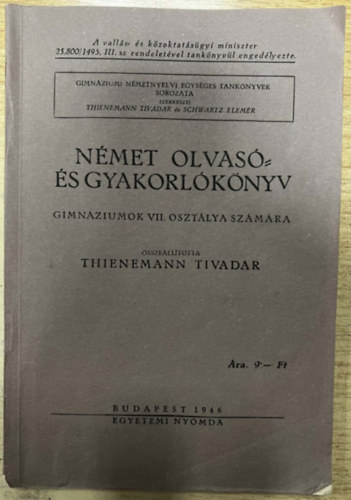 A vallás- és közoktatásügyi miniszter
25.800/1495. III. sz rendeletével tankönyvül engedélyezte.
GIMNÁZIUMI NÉMETNYELVI EGYSÉGES TANKÖNYVEK
SOROZATA
SZERKESZTI
THIENEMANN TIVADAR és SCHWARTZ ELEMÉR
NÉMET OLVASÓ-
ÉS GYAKORLÓKÖNYV
GIMNÁZIUMOK VII. OSZTÁLYA SZÁMÁRA
ÖSSZEÁLLÍTOTTA
THIENEMANN TIVADAR
Ára. 9·— Ft
BUDAPEST 1946
EGYETEMI NYOMDA